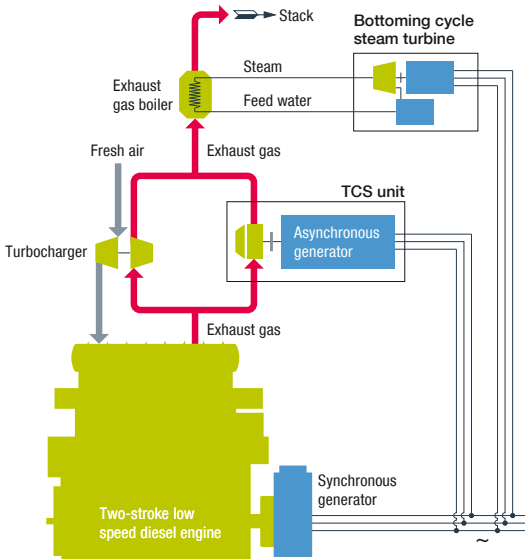 Bottoming cycle
steam turbine
Stack
Steam
Exhaust
gas boiler
Feed water
Fresh air
Exhaust gas
TCS unit
Turbocharger
Asynchronous
generator
Exhaust gas
Synchronous
generator
Two-stroke low
speed diesel engine
~